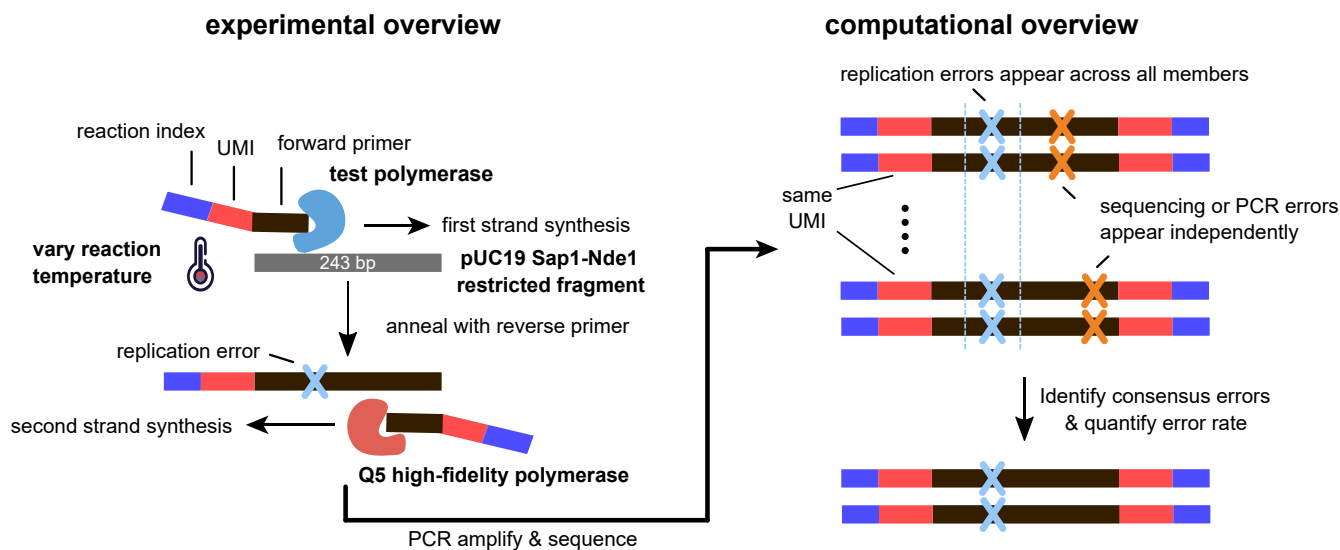 experimental overview
reaction index
UMI
forward primer
test polymerase
first strand synthesis
vary reaction
temperature
243 bp
pUC19 Sap1-Nde1
restricted fragment
anneal with reverse primer
replication error
second strand synthesis
Q5 high-fidelity polymerase
PCR amplify & sequence
computational overview
replication errors appear across all members
same
UMI
sequencing or PCR errors
appear independently
Identify consensus errors
& quantify error rate